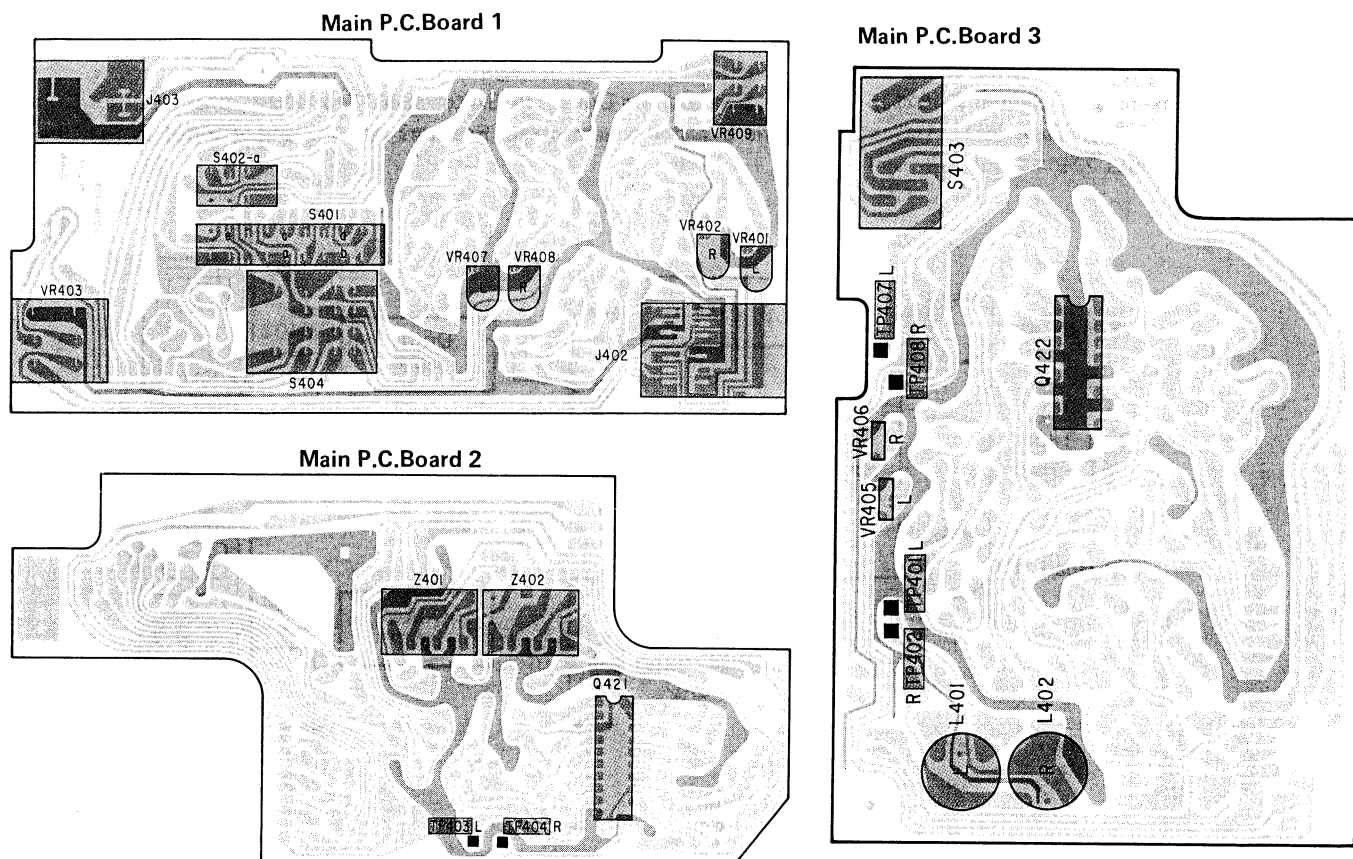 Main P.C.Board 1
J403
VR409
S402-a
S401
a
b
VR402
R
VR401
L
VR407
L
VR408
R
VR403
S404
J402
Main P.C.Board 2
Z401
Z402
Q421
TP403 L
TP404 R
Main P.C.Board 3
S403
TP407 L
TP408 R
Q422
VR406
R
VR405
L
TP401 L
R TP402
L401
L
L402
R